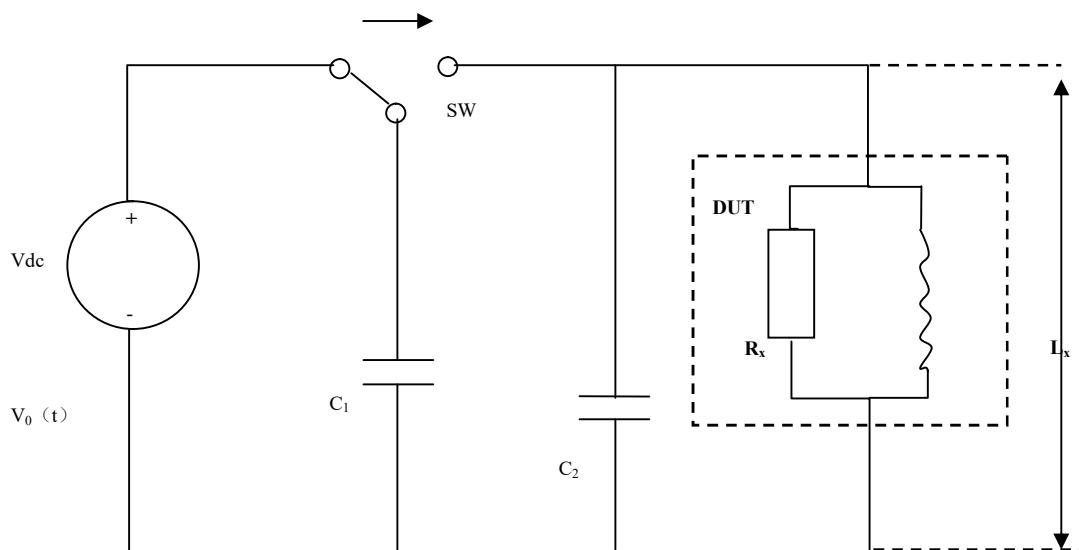 SW
DUT
+
Vdc
-
Rₓ
Lₓ
V₀（t）
C₁
C₂